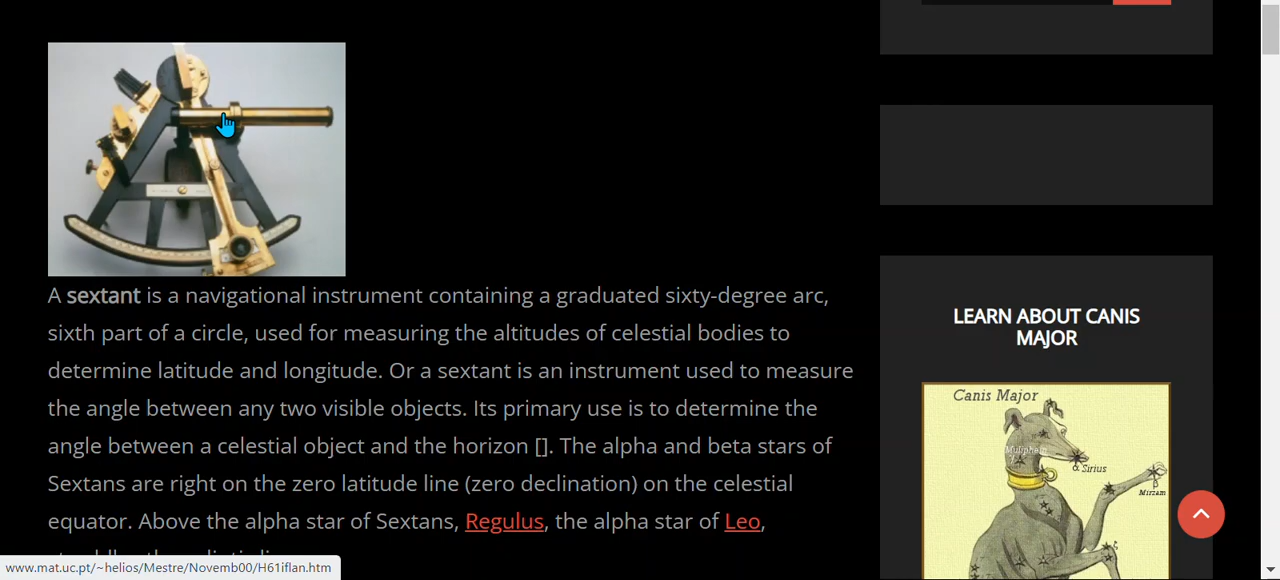 A sextant is a navigational instrument containing a graduated sixty-degree arc,
sixth part of a circle, used for measuring the altitudes of celestial bodies to
determine latitude and longitude. Or a sextant is an instrument used to measure
the angle between any two visible objects. Its primary use is to determine the
angle between a celestial object and the horizon []. The alpha and beta stars of
Sextans are right on the zero latitude line (zero declination) on the celestial
equator. Above the alpha star of Sextans, Regulus, the alpha star of Leo,
www.mat.uc.pt/~helios/Mestre/Novemb00/H61iflan.htm
LEARN ABOUT CANIS
MAJOR
Canis Major
Muliphein
α Sirius
Mirzam